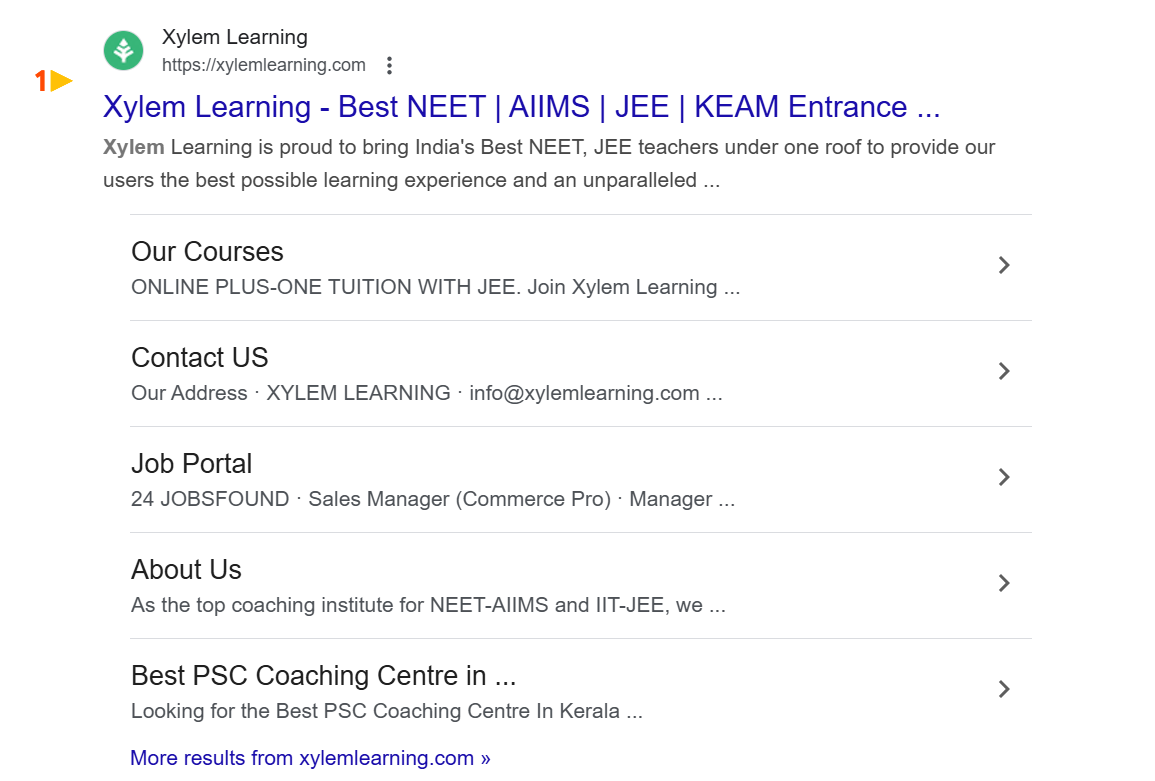 Xylem Learning
https://xylemlearning.com
1
Xylem Learning - Best NEET | AIIMS | JEE | KEAM Entrance ...
Xylem Learning is proud to bring India's Best NEET, JEE teachers under one roof to provide our
users the best possible learning experience and an unparalleled ...
Our Courses
ONLINE PLUS-ONE TUITION WITH JEE. Join Xylem Learning ...
Contact US
Our Address · XYLEM LEARNING · info@xylemlearning.com ...
Job Portal
24 JOBSFOUND · Sales Manager (Commerce Pro) · Manager ...
About Us
As the top coaching institute for NEET-AIIMS and IIT-JEE, we ...
Best PSC Coaching Centre in ...
Looking for the Best PSC Coaching Centre In Kerala ...
More results from xylemlearning.com »